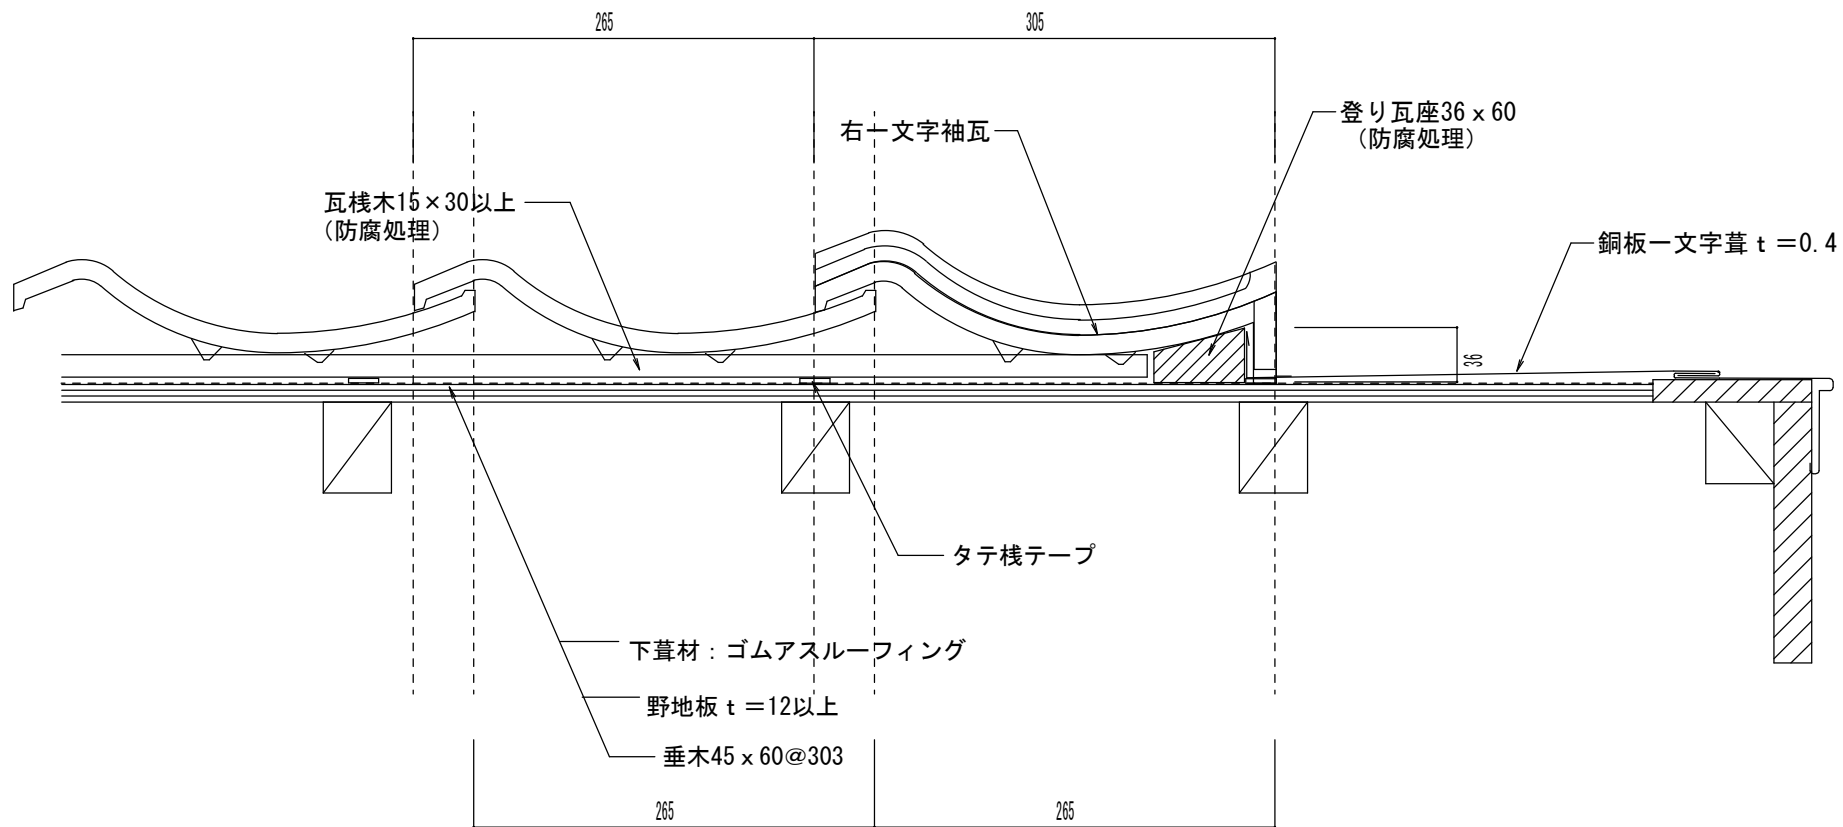 265
305
登り瓦座36ｘ60
（防腐処理）
右一文字袖瓦
瓦桟木15×30以上
（防腐処理）
銅板一文字葺ｔ＝0.4
36
タテ桟テープ
下葺材：ゴムアスルーフィング
野地板ｔ＝12以上
垂木45ｘ60@303
265
265